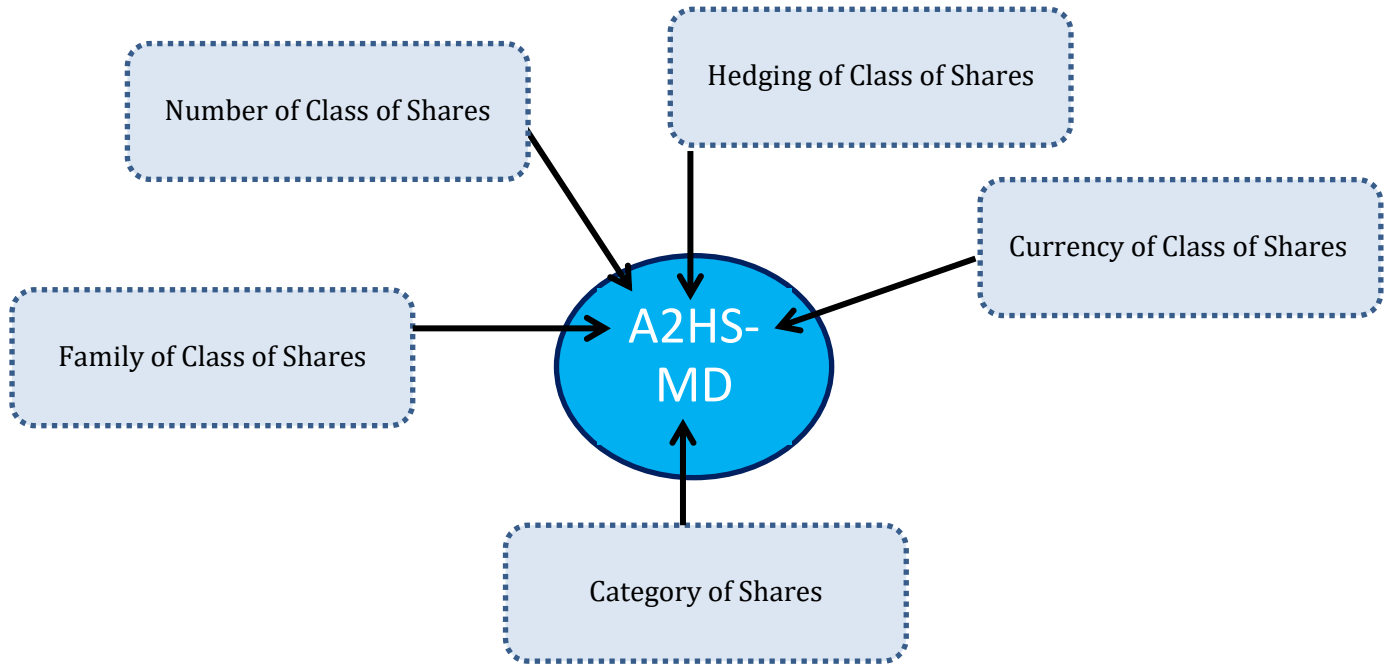 Hedging of Class of Shares
Number of Class of Shares
Currency of Class of Shares
Family of Class of Shares
A2HS-
MD
Category of Shares